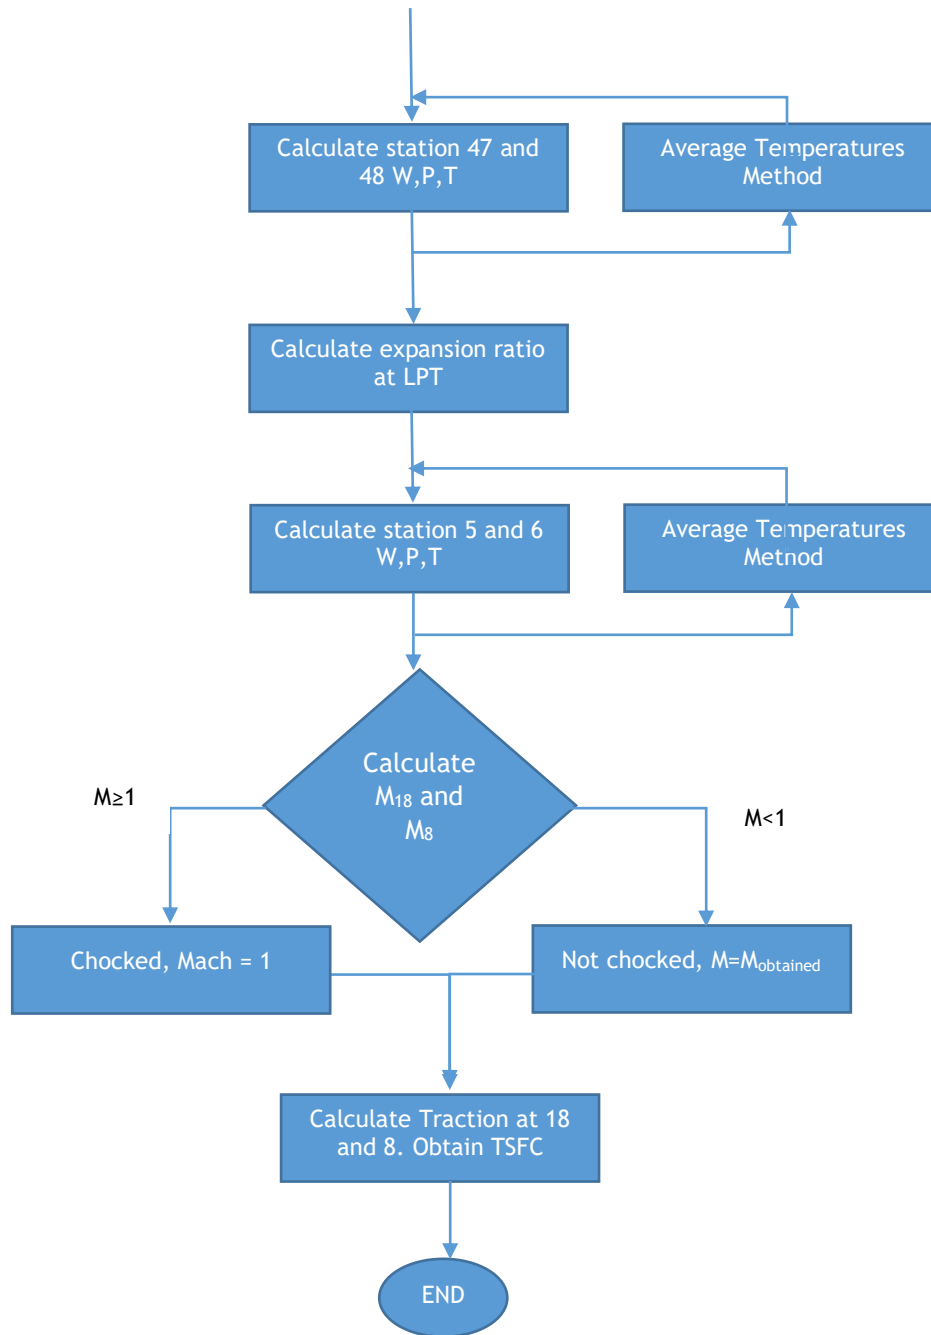 Calculate station 47 and
48 W,P,T
Average Temperatures
Method
Calculate expansion ratio
at LPT
Calculate station 5 and 6
W,P,T
Average Temperatures
Method
Calculate
M₁₈ and
M₈
M≥1
M<1
Chocked, Mach = 1
Not chocked, M=Mobtained
Calculate Traction at 18
and 8. Obtain TSFC
END